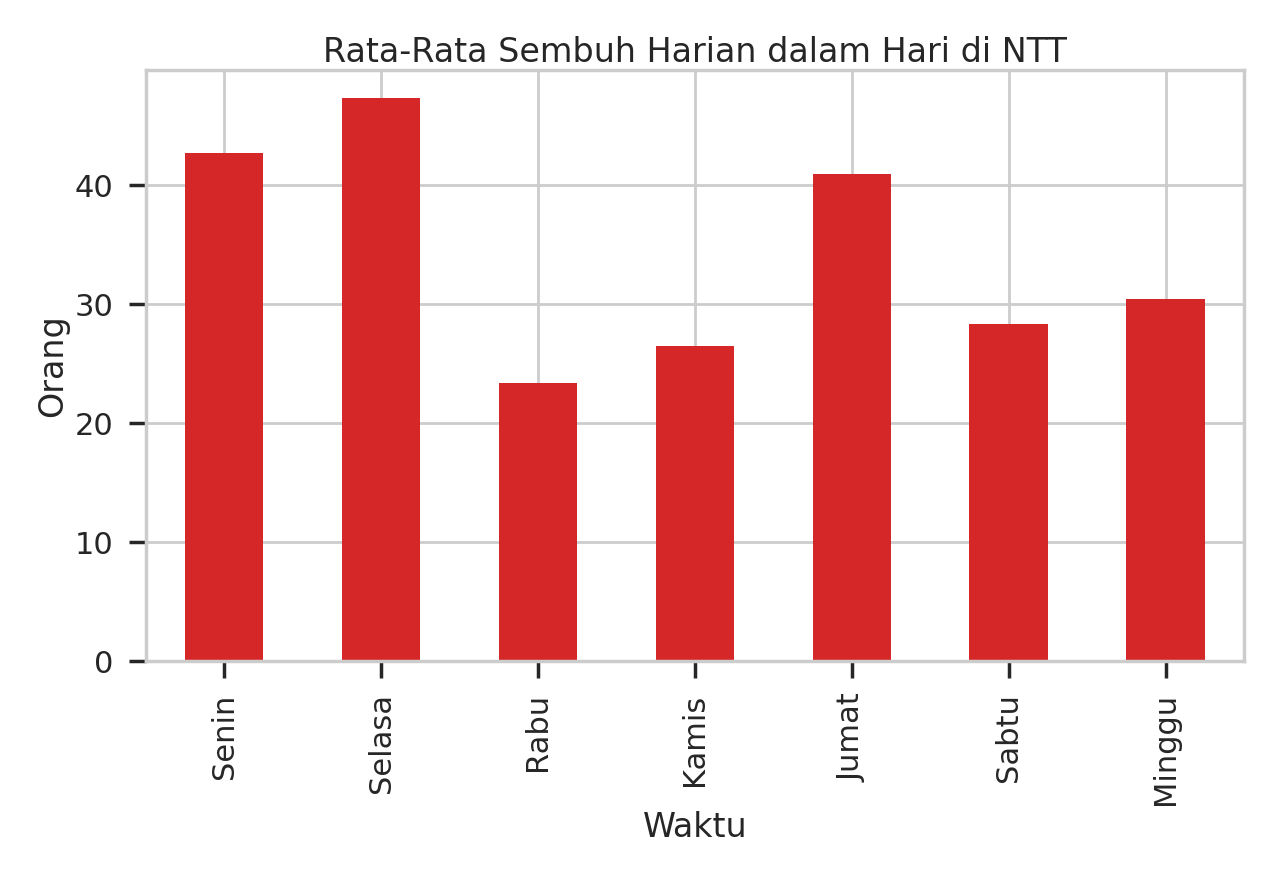 Rata-Rata Sembuh Harian dalam Hari di NTT
Orang
40
30
20
10
0
Senin
Selasa
Rabu
Kamis
Jumat
Sabtu
Minggu
Waktu